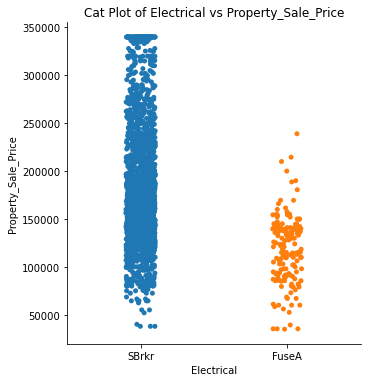 Cat Plot of Electrical vs Property_Sale_Price
350000
300000
250000
200000
150000
100000
50000
Property_Sale_Price
SBrkr
FuseA
Electrical